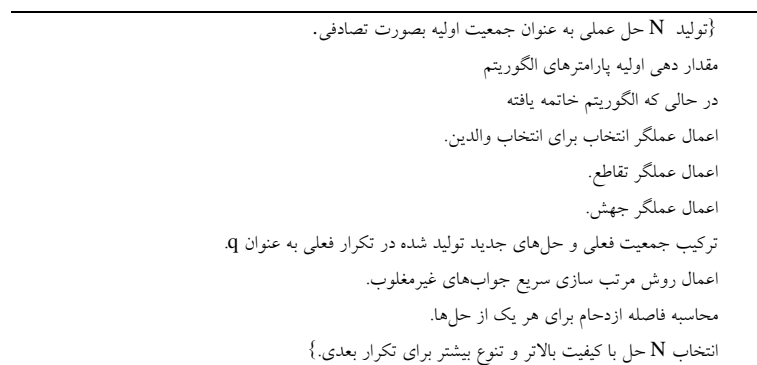 {تولید N حل عملی به عنوان جمعیت اولیه بصورت تصادفی.
مقدار دهی اولیه پارامترهای الگوریتم
در حالی که الگوریتم خاتمه یافته
اعمال عملگر انتخاب برای انتخاب والدین.
اعمال عملگر تقاطع.
اعمال عملگر جهش.
ترکیب جمعیت فعلی و حل‌های جدید تولید شده در تکرار فعلی به عنوان q.
اعمال روش مرتب سازی سریع جواب‌های غیرمغلوب.
محاسبه فاصله ازدحام برای هر یک از حل‌ها.
انتخاب N حل با کیفیت بالاتر و تنوع بیشتر برای تکرار بعدی.}